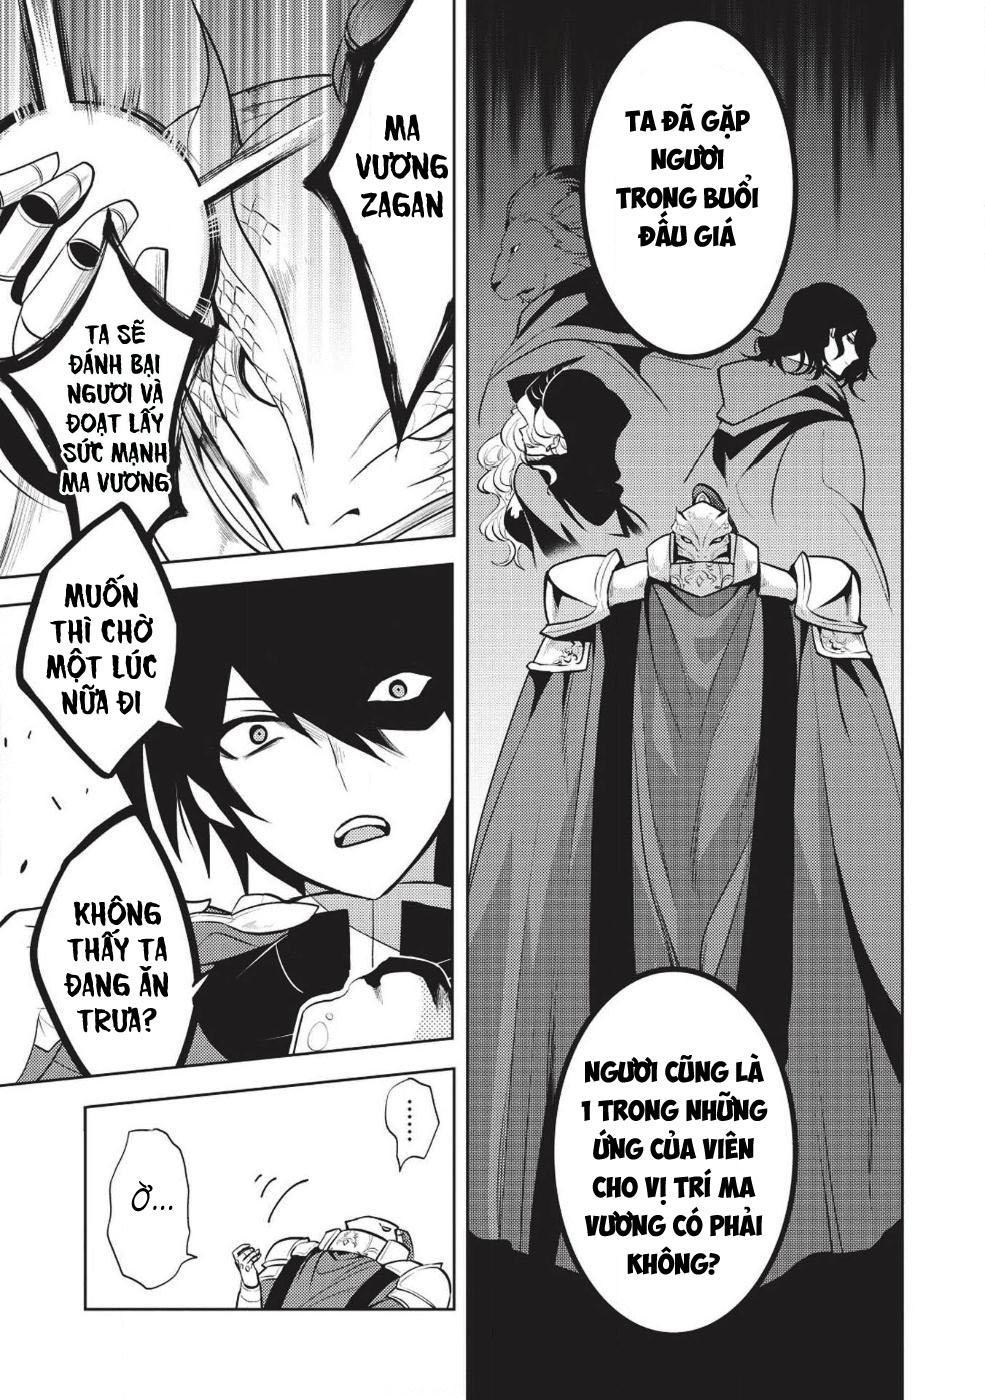 TA ĐÃ GẶP
NGƯƠI
TRONG BUỔI
ĐẤU GIÁ
NGƯƠI CŨNG LÀ
1 TRONG NHỮNG
ỨNG CỦA VIÊN
CHO VỊ TRÍ MA
VƯƠNG CÓ PHẢI
KHÔNG?
MA
VƯƠNG
ZAGAN
TA SẼ
ĐÁNH BẠI
NGƯƠI VÀ
ĐOẠT LẤY
SỨC MẠNH
MA VƯƠNG
MUỐN
THÌ CHỜ
MỘT LÚC
NỮA ĐI
KHÔNG
THẤY TA
ĐANG ĂN
TRƯA?
......
Ờ...